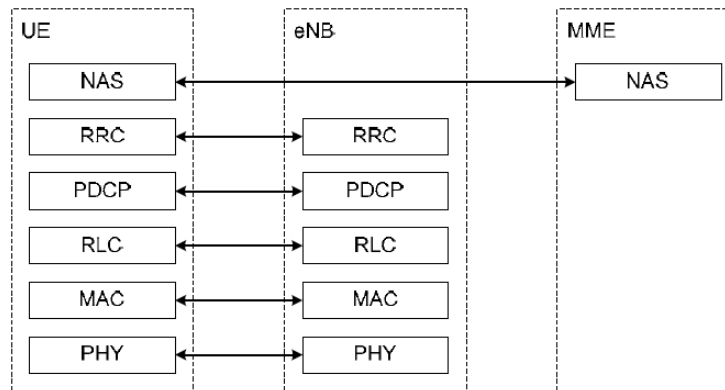 UE eNB MME
NAS NAS
RRC RRC
PDCP PDCP
RLC RLC
MAC MAC
PHY PHY